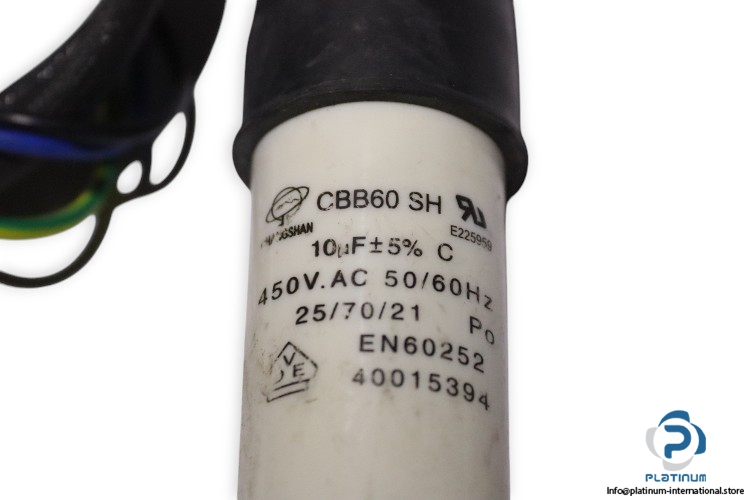 CBB60 SH
E225959
10µF±5% C
450V.AC 50/60Hz
25/70/21 Po
EN60252
VDE
40015394
PLATINUM
Info@platinum-international.store